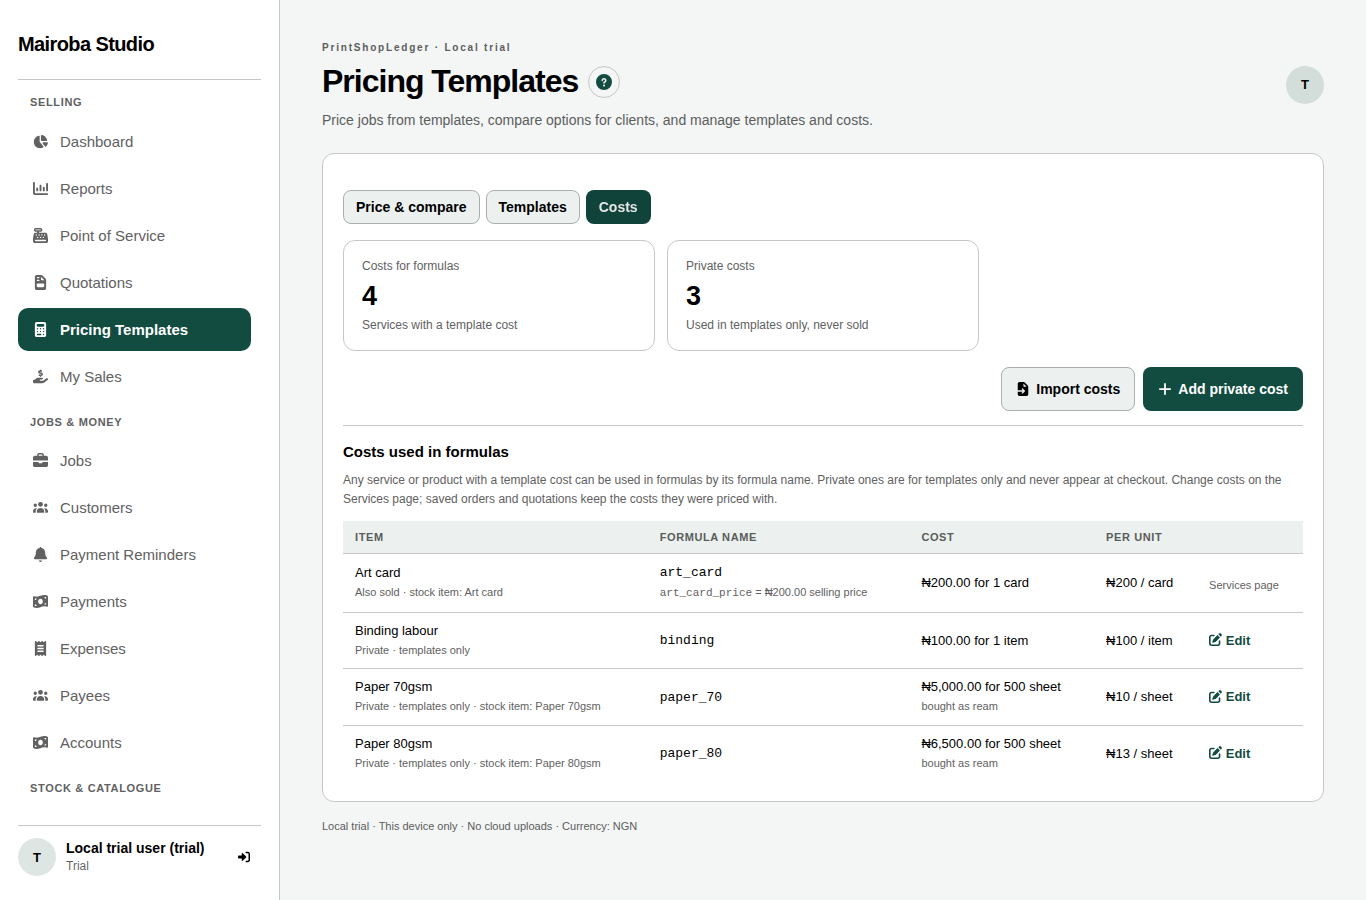 Mairoba Studio
SELLING
Dashboard
Reports
Point of Service
Quotations
Pricing Templates
My Sales
JOBS & MONEY
Jobs
Customers
Payment Reminders
Payments
Expenses
Payees
Accounts
STOCK & CATALOGUE
T
Local trial user (trial)
Trial
PrintShopLedger · Local trial
Pricing Templates ?
T
Price jobs from templates, compare options for clients, and manage templates and costs.
Price & compare Templates Costs
Costs for formulas
4
Services with a template cost
Private costs
3
Used in templates only, never sold
Import costs Add private cost
Costs used in formulas
Any service or product with a template cost can be used in formulas by its formula name. Private ones are for templates only and never appear at checkout. Change costs on the
Services page; saved orders and quotations keep the costs they were priced with.
ITEM FORMULA NAME COST PER UNIT
Art card art_card ₦200.00 for 1 card ₦200 / card Services page
Also sold · stock item: Art card art_card_price = ₦200.00 selling price
Binding labour binding ₦100.00 for 1 item ₦100 / item Edit
Private · templates only
Paper 70gsm paper_70 ₦5,000.00 for 500 sheet ₦10 / sheet Edit
Private · templates only · stock item: Paper 70gsm bought as ream
Paper 80gsm paper_80 ₦6,500.00 for 500 sheet ₦13 / sheet Edit
Private · templates only · stock item: Paper 80gsm bought as ream
Local trial · This device only · No cloud uploads · Currency: NGN